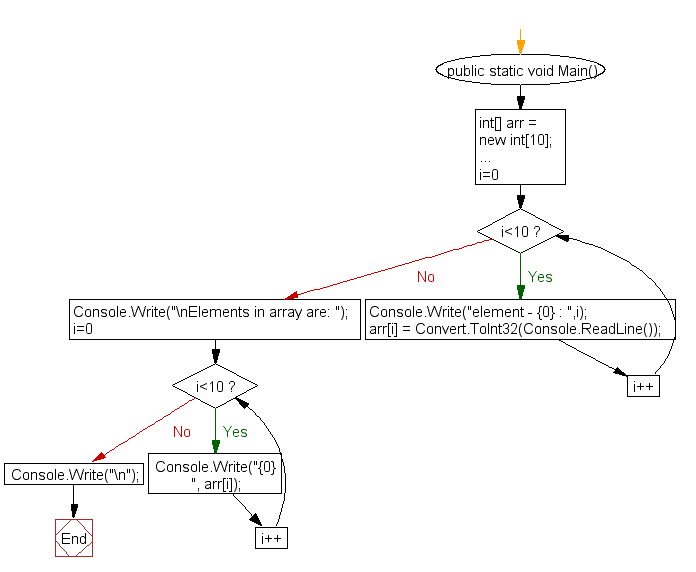 public static void Main()
int[] arr =
new int[10];
...
i=0
i<10 ?
No
Yes
Console.Write("\nElements in array are: ");
i=0
Console.Write("element - {0} : ",i);
arr[i] = Convert.ToInt32(Console.ReadLine());
i++
i<10 ?
No
Yes
Console.Write("\n");
Console.Write("{0}
", arr[i]);
i++
End